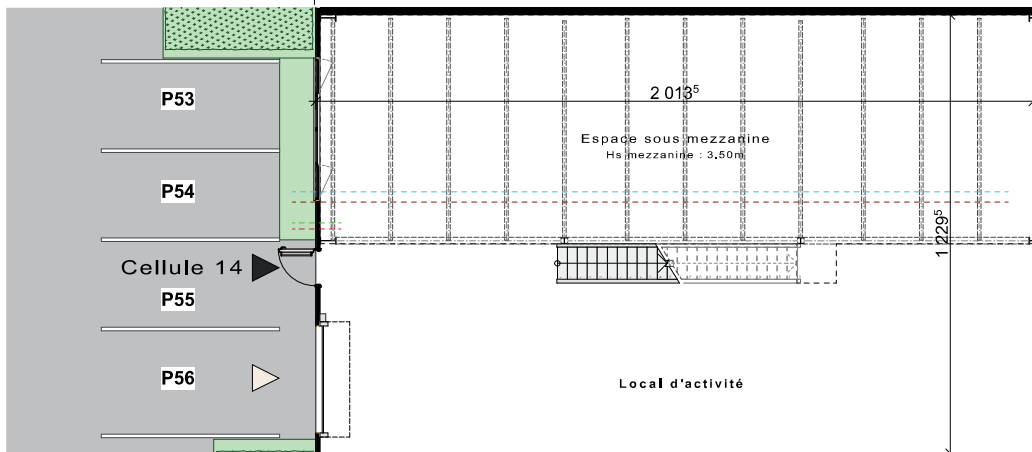 P53
2 013⁵
Espace sous mezzanine
Hs mezzanine : 3.50m
P54
1 229⁵
Cellule 14
P55
P56
Local d'activité